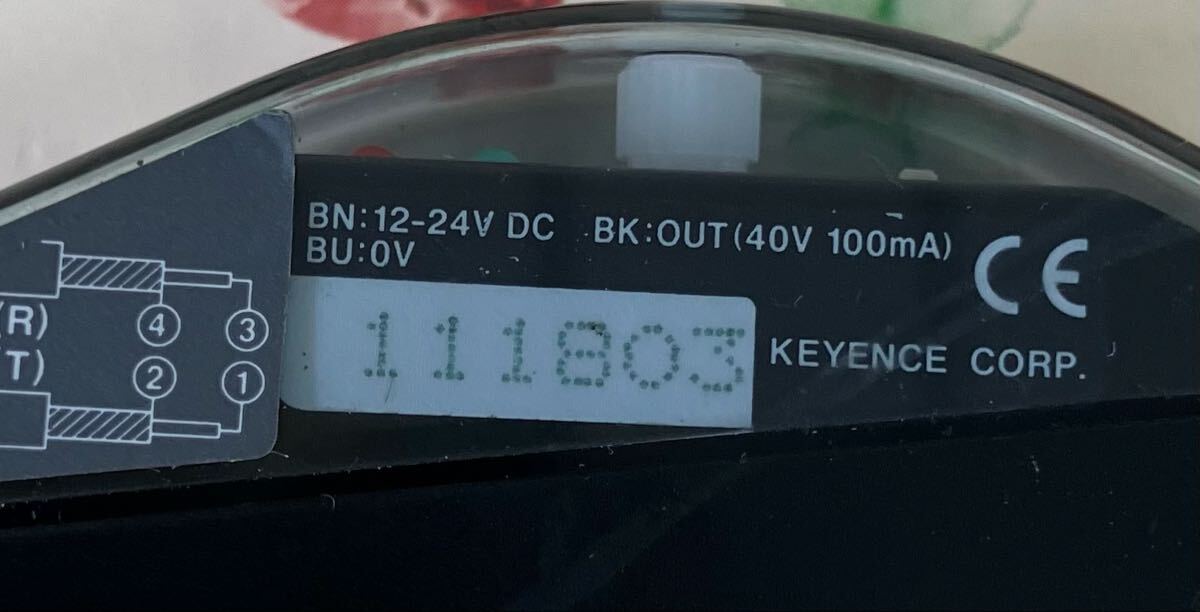 BN:12-24V DC BK:OUT(40V 100mA)
BU:0V
CE
(R) ④ ③
(T) ② ①
111803
KEYENCE CORP.